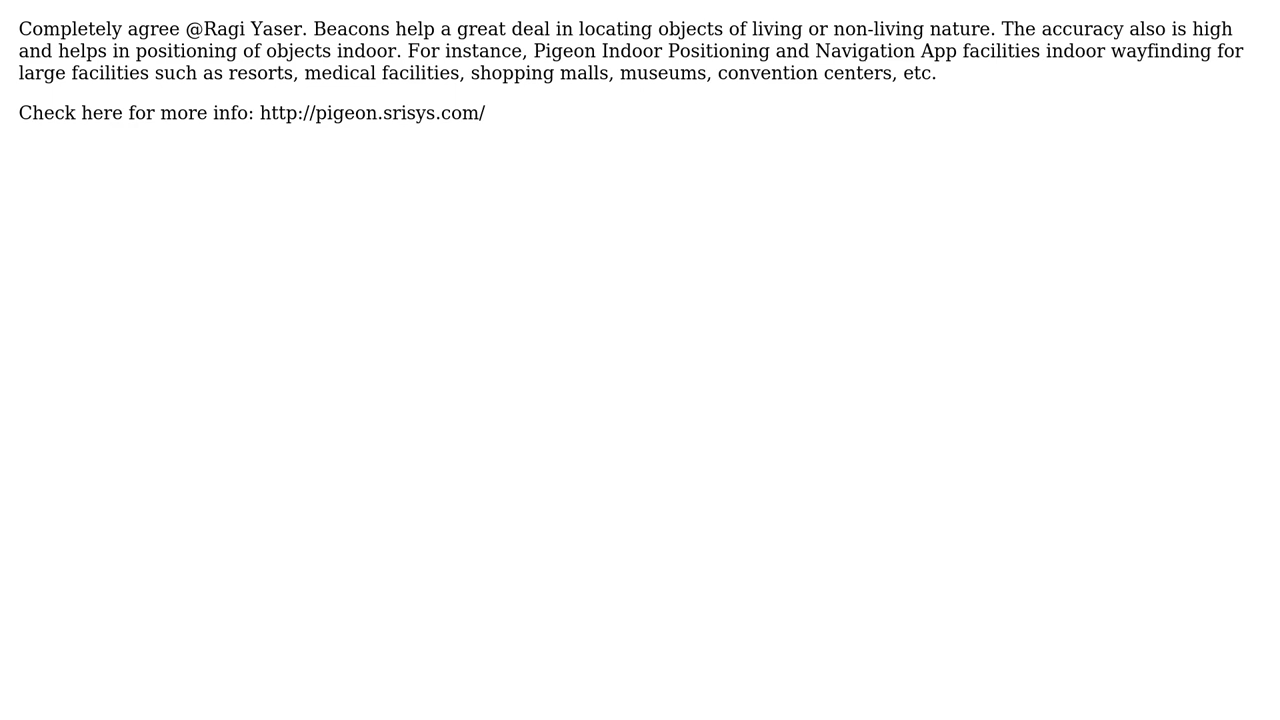 Completely agree @Ragi Yaser. Beacons help a great deal in locating objects of living or non-living nature. The accuracy also is high
and helps in positioning of objects indoor. For instance, Pigeon Indoor Positioning and Navigation App facilities indoor wayfinding for
large facilities such as resorts, medical facilities, shopping malls, museums, convention centers, etc.
Check here for more info: http://pigeon.srisys.com/